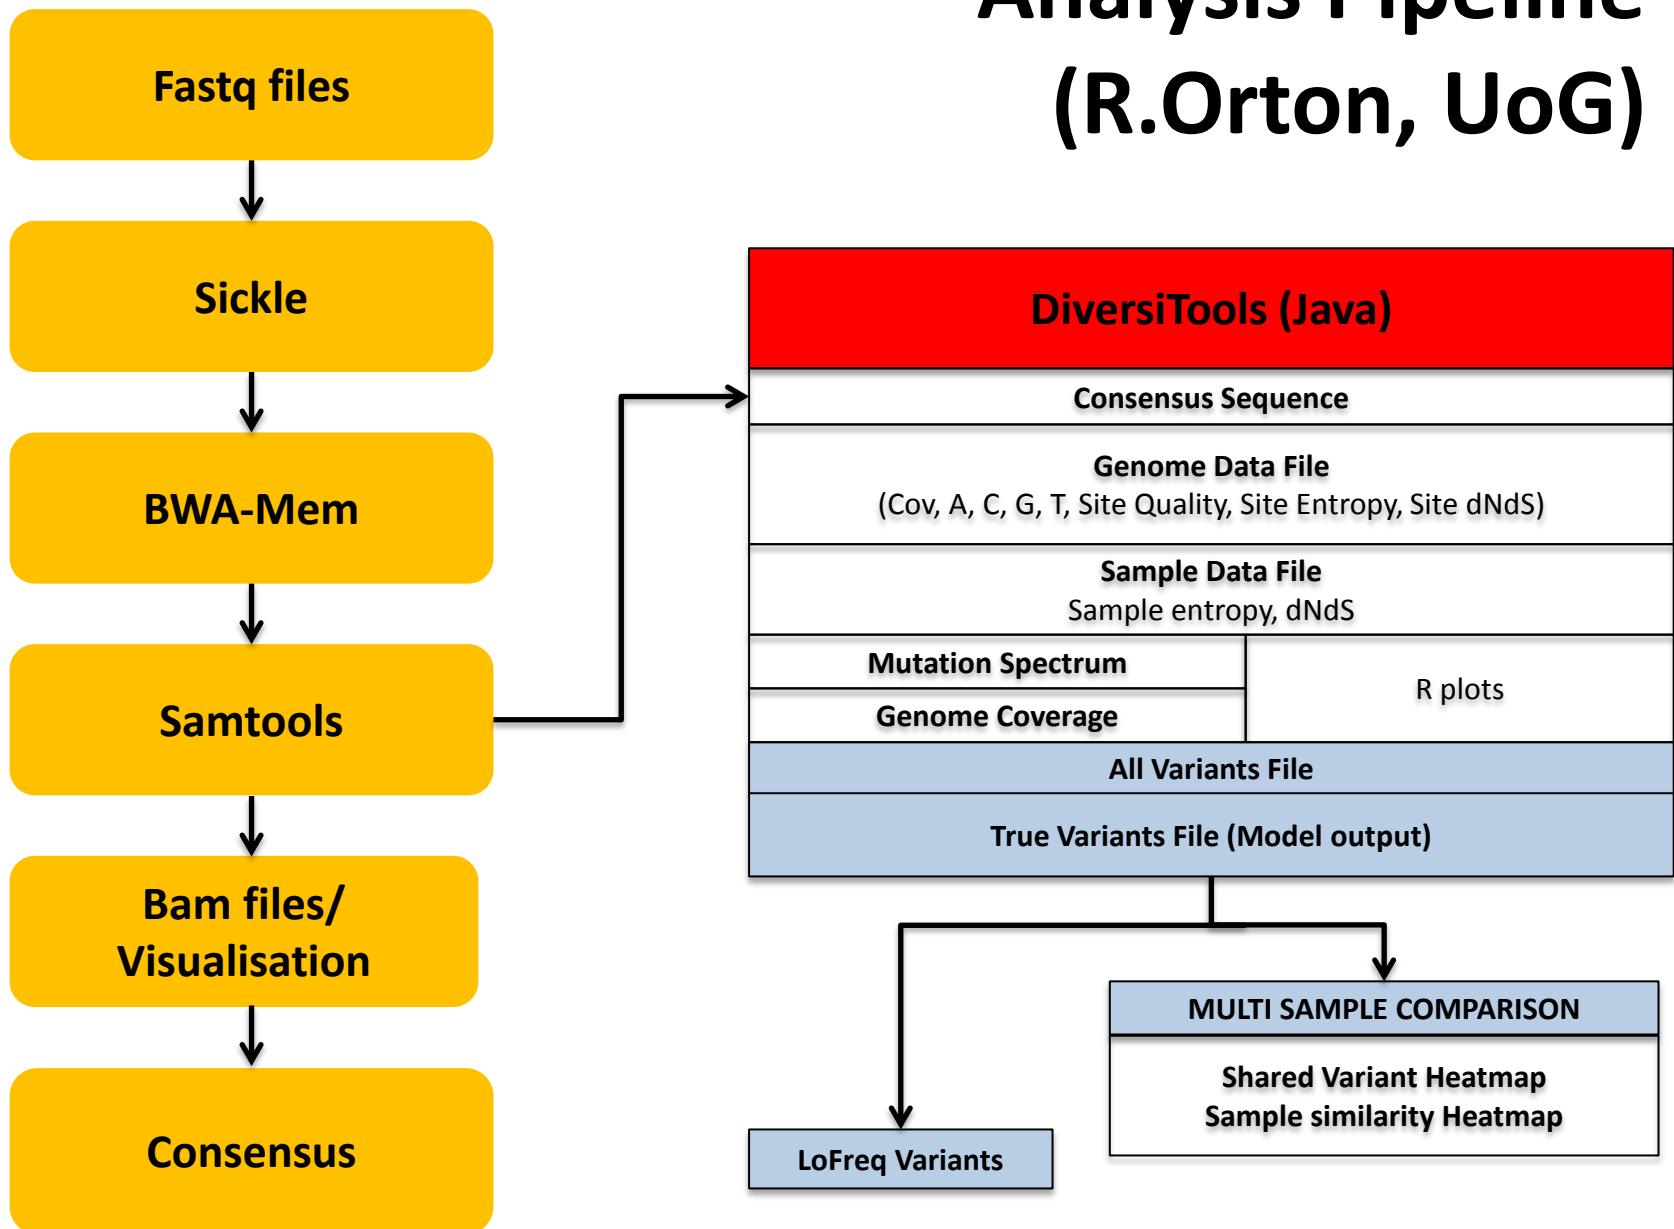 Analysis Pipeline
(R.Orton, UoG)
Fastq files
Sickle
BWA-Mem
Samtools
Bam files/
Visualisation
Consensus
DiversiTools (Java)
Consensus Sequence
Genome Data File
(Cov, A, C, G, T, Site Quality, Site Entropy, Site dNdS)
Sample Data File
Sample entropy, dNdS
Mutation Spectrum
Genome Coverage
R plots
All Variants File
True Variants File (Model output)
LoFreq Variants
MULTI SAMPLE COMPARISON
Shared Variant Heatmap
Sample similarity Heatmap